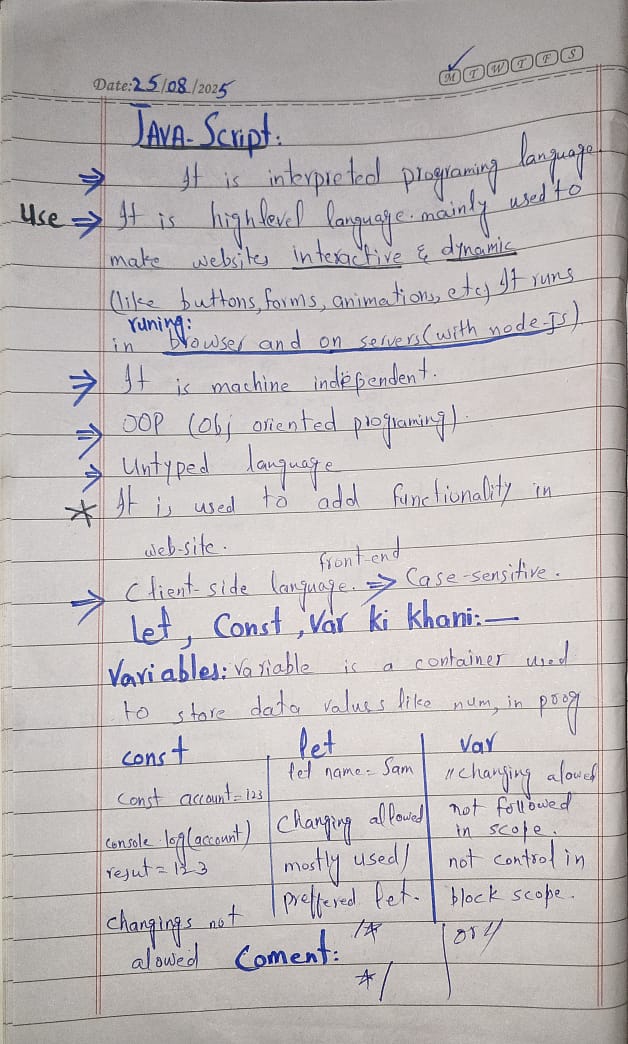 M T W T F S
Date: 25/08/2025
JAVA-Script:
⇒ It is interpreted programing language.
Use ⇒ It is high level language. mainly used to
make websites interactive & dynamic
(like buttons, forms, animations, etc) It runs
runing:
in browser and on servers (with node-Js)
⇒ It is machine independent.
⇒ OOP (Obj oriented programing)
⇒ Untyped language
* It is used to add functionality in
web-site.
front-end
⇒ Client-side language. ⇒ Case-sensitive.
let, Const, Var ki khani:—
Variables: Variable is a container used
to store data values like num, in poog
const let var
Const account = 123
console.log(account)
resut = 123
changings not
alowed
let name = Sam
Changing allowed
mostly used/
preffered let.
"changing alowed
not followed
in scope.
not control in
block scope.
Coment: /* */ or //